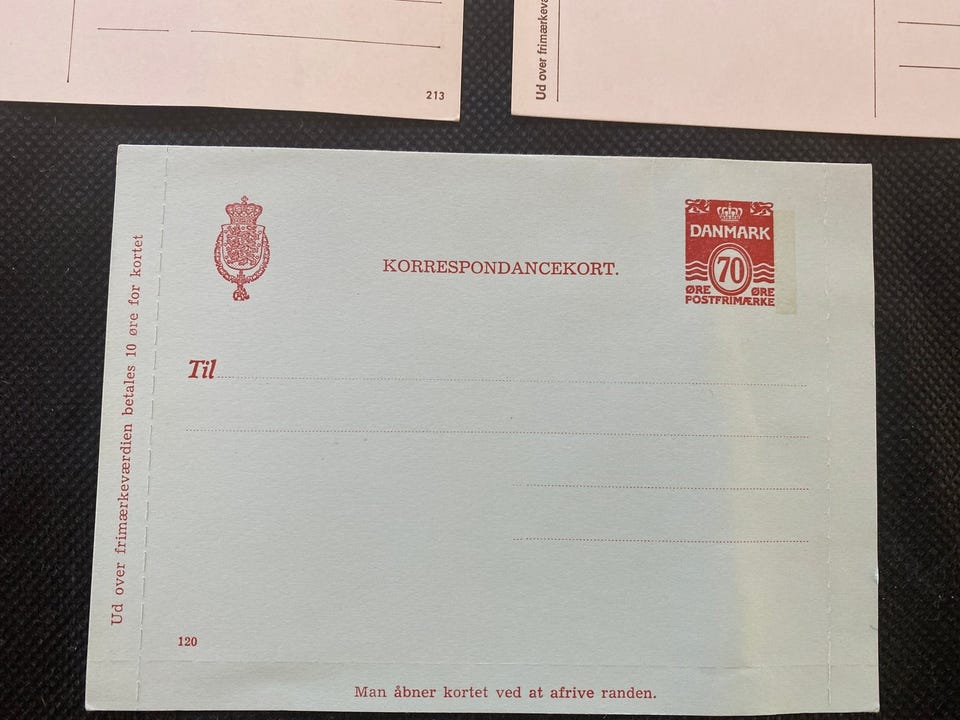 213
Ud over frimærkeva
KORRESPONDANCEKORT.
DANMARK
70
ØRE ØRE
POSTFRIMÆRKE
Til
Ud over frimærkeværdien betales 10 øre for kortet
120
Man åbner kortet ved at afrive randen.